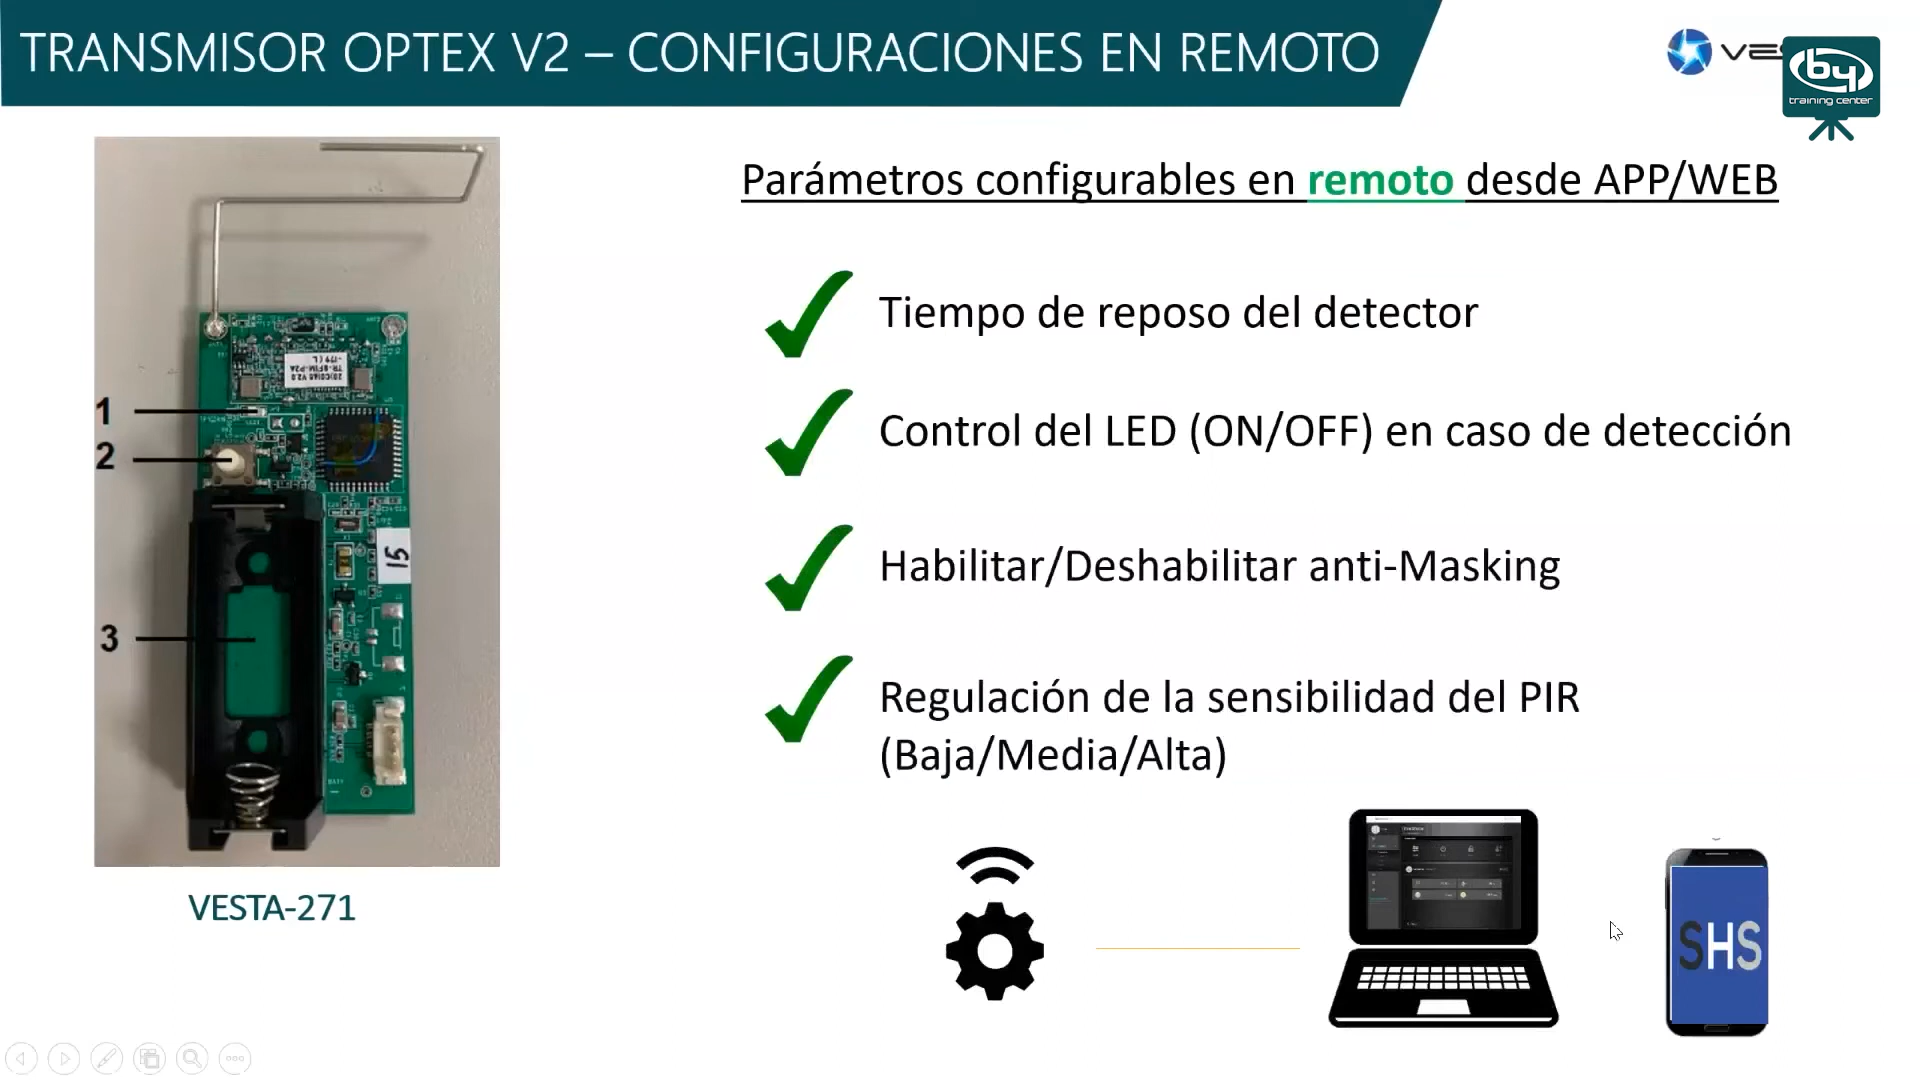 TRANSMISOR OPTEX V2 – CONFIGURACIONES EN REMOTO
by
training center
Parámetros configurables en remoto desde APP/WEB
Tiempo de reposo del detector
Control del LED (ON/OFF) en caso de detección
Habilitar/Deshabilitar anti-Masking
Regulación de la sensibilidad del PIR
(Baja/Media/Alta)
1
2
3
15
VESTA-271
SHS